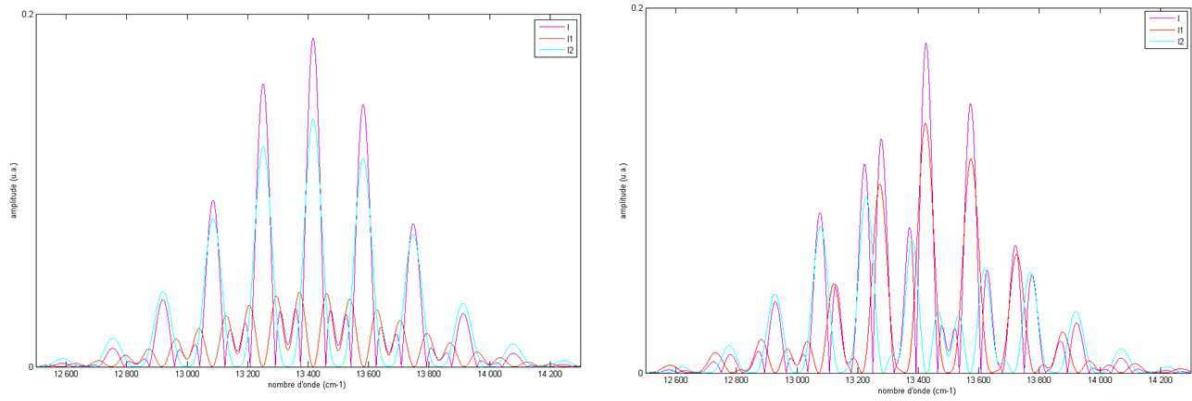 0.2
I
I1
I2
amplitude (u.a.)
0
12 600 12 800 13 000 13 200 13 400 13 600 13 800 14 000 14 200
nombre d'onde (cm-1)
0.2
I
I1
I2
amplitude (u.a.)
0
12 600 12 800 13 000 13 200 13 400 13 600 13 800 14 000 14 200
nombre d'onde (cm-1)